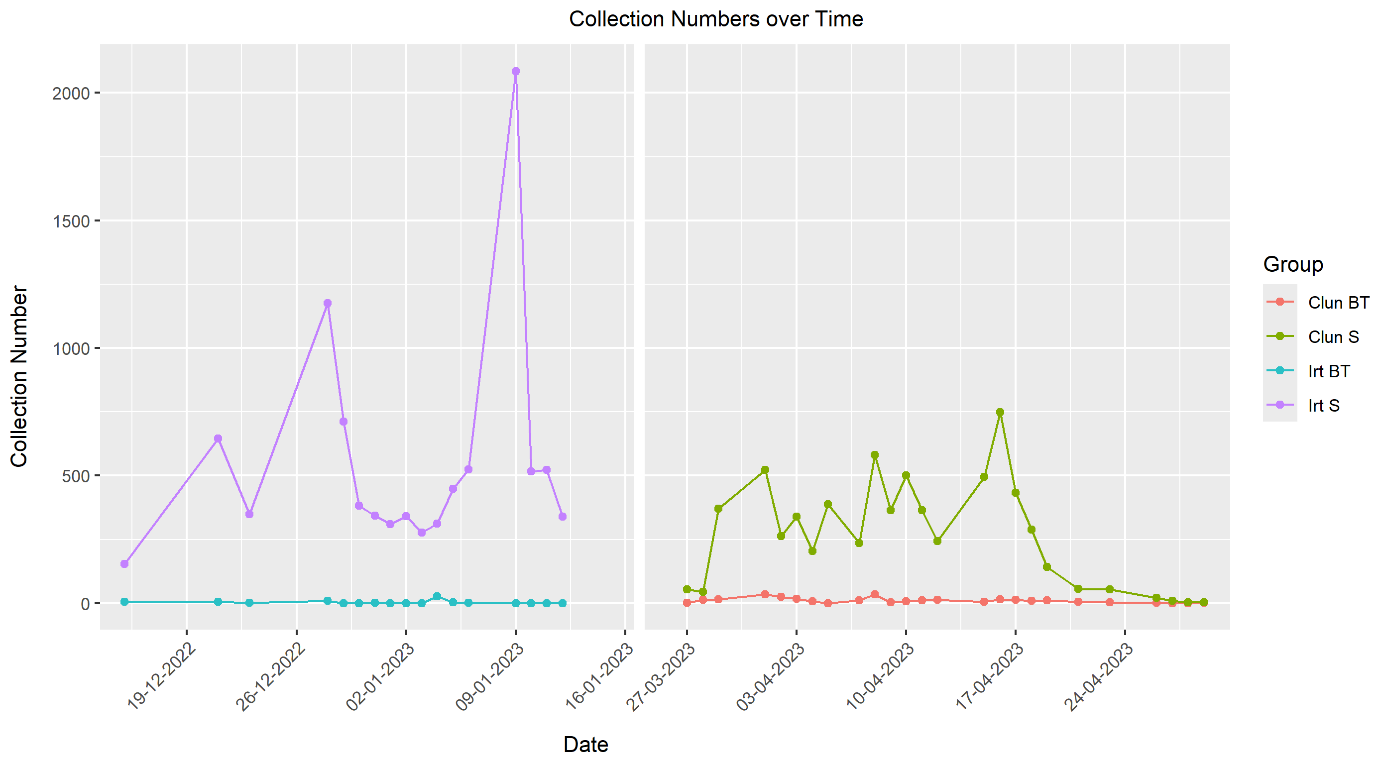 Collection Numbers over Time
Collection Number
2000
1500
1000
500
0
19-12-2022
26-12-2022
02-01-2023
09-01-2023
16-01-2023
27-03-2023
03-04-2023
10-04-2023
17-04-2023
24-04-2023
Date
Group
Clun BT
Clun S
Irt BT
Irt S